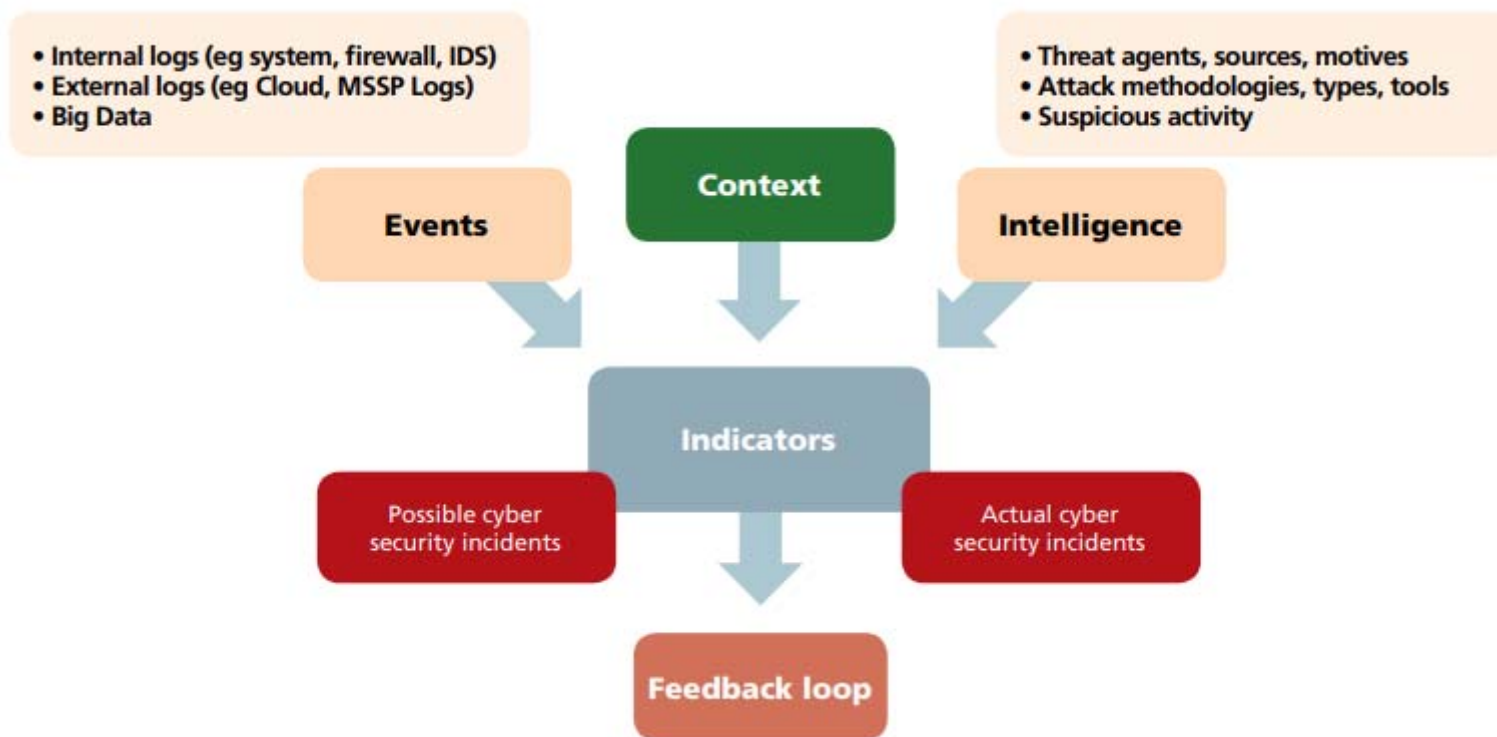 • Internal logs (eg system, firewall, IDS)
• External logs (eg Cloud, MSSP Logs)
• Big Data
• Threat agents, sources, motives
• Attack methodologies, types, tools
• Suspicious activity
Events
Context
Intelligence
Indicators
Possible cyber
security incidents
Actual cyber
security incidents
Feedback loop